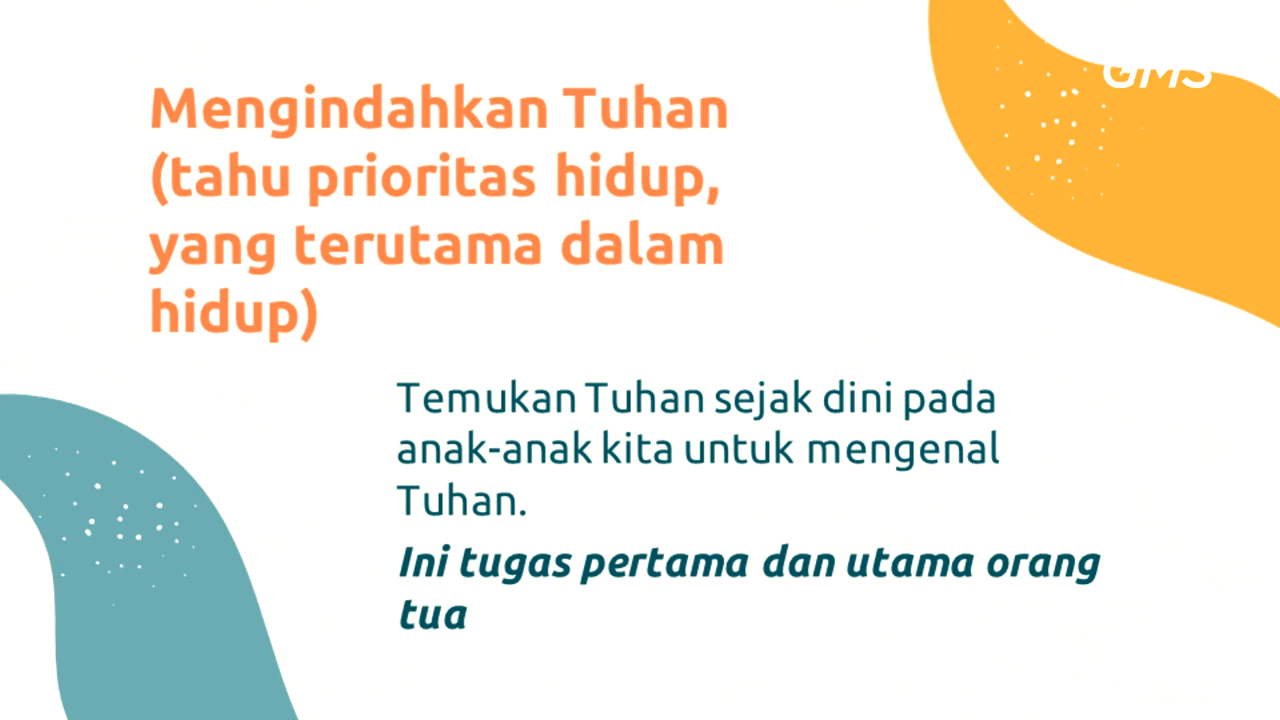 GMS
Mengindahkan Tuhan
(tahu prioritas hidup,
yang terutama dalam
hidup)
Temukan Tuhan sejak dini pada
anak-anak kita untuk mengenal
Tuhan.
Ini tugas pertama dan utama orang
tua